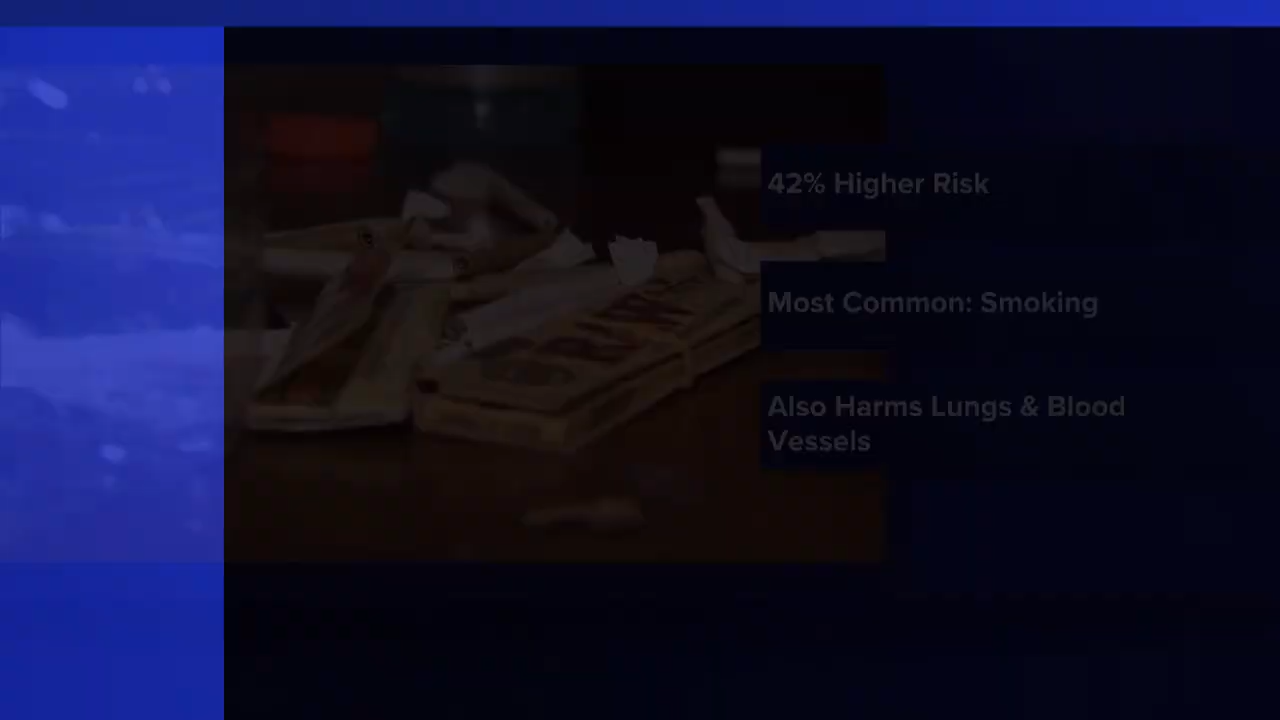 42% Higher Risk
Most Common: Smoking
Also Harms Lungs & Blood
Vessels